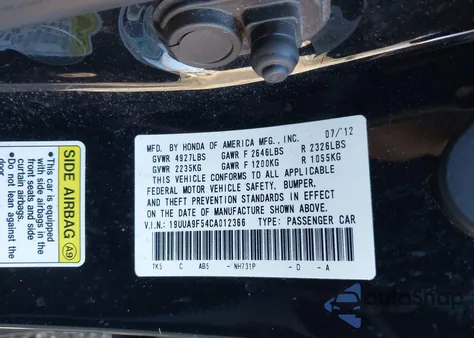 07/12
MFD. BY HONDA OF AMERICA MFG., INC.
GVWR 4927LBS GAWR F 2646LBS R 2326LBS
GVWR 2235KG GAWR F 1200KG R 1055KG
THIS VEHICLE CONFORMS TO ALL APPLICABLE
FEDERAL MOTOR VEHICLE SAFETY, BUMPER,
AND THEFT PREVENTION STANDARDS IN EFFECT
ON THE DATE OF MANUFACTURE SHOWN ABOVE.
V.I.N.: 19UUA9F54CA012366 TYPE: PASSENGER CAR
TK5 C AB5 - NH731P - D - A
SIDE AIRBAG A9
• This car is equipped
with side airbags in the
front seats and side
curtain airbags.
• Do not lean against the
door.
AutoSnap